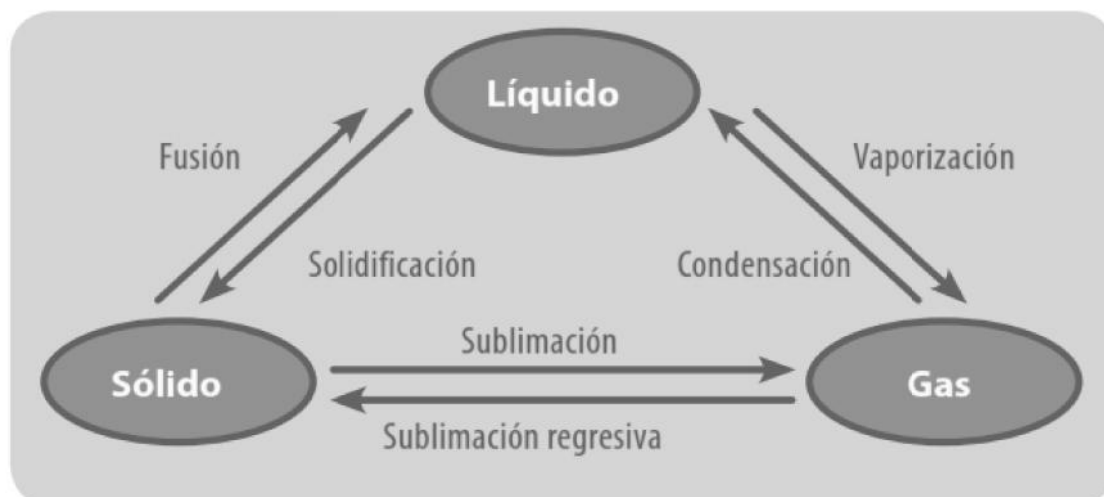 Líquido
Fusión
Vaporización
Solidificación
Condensación
Sublimación
Sólido
Gas
Sublimación regresiva